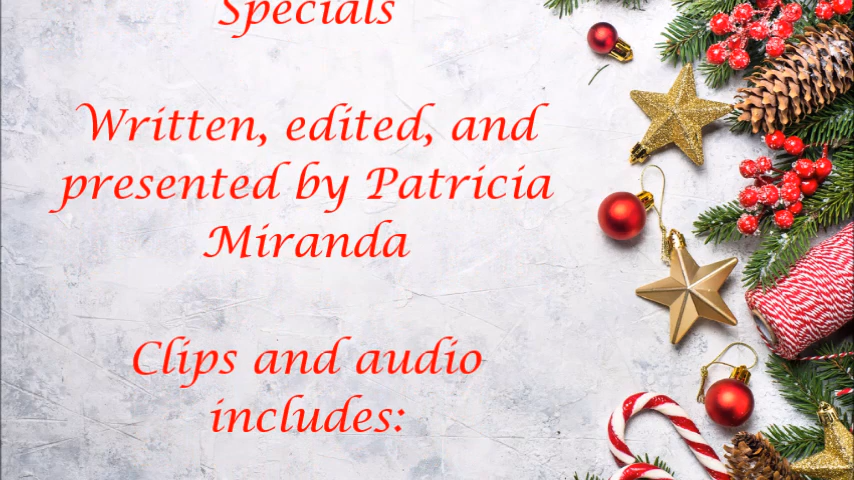 Specials
Written, edited, and
presented by Patricia
Miranda
Clips and audio
includes: